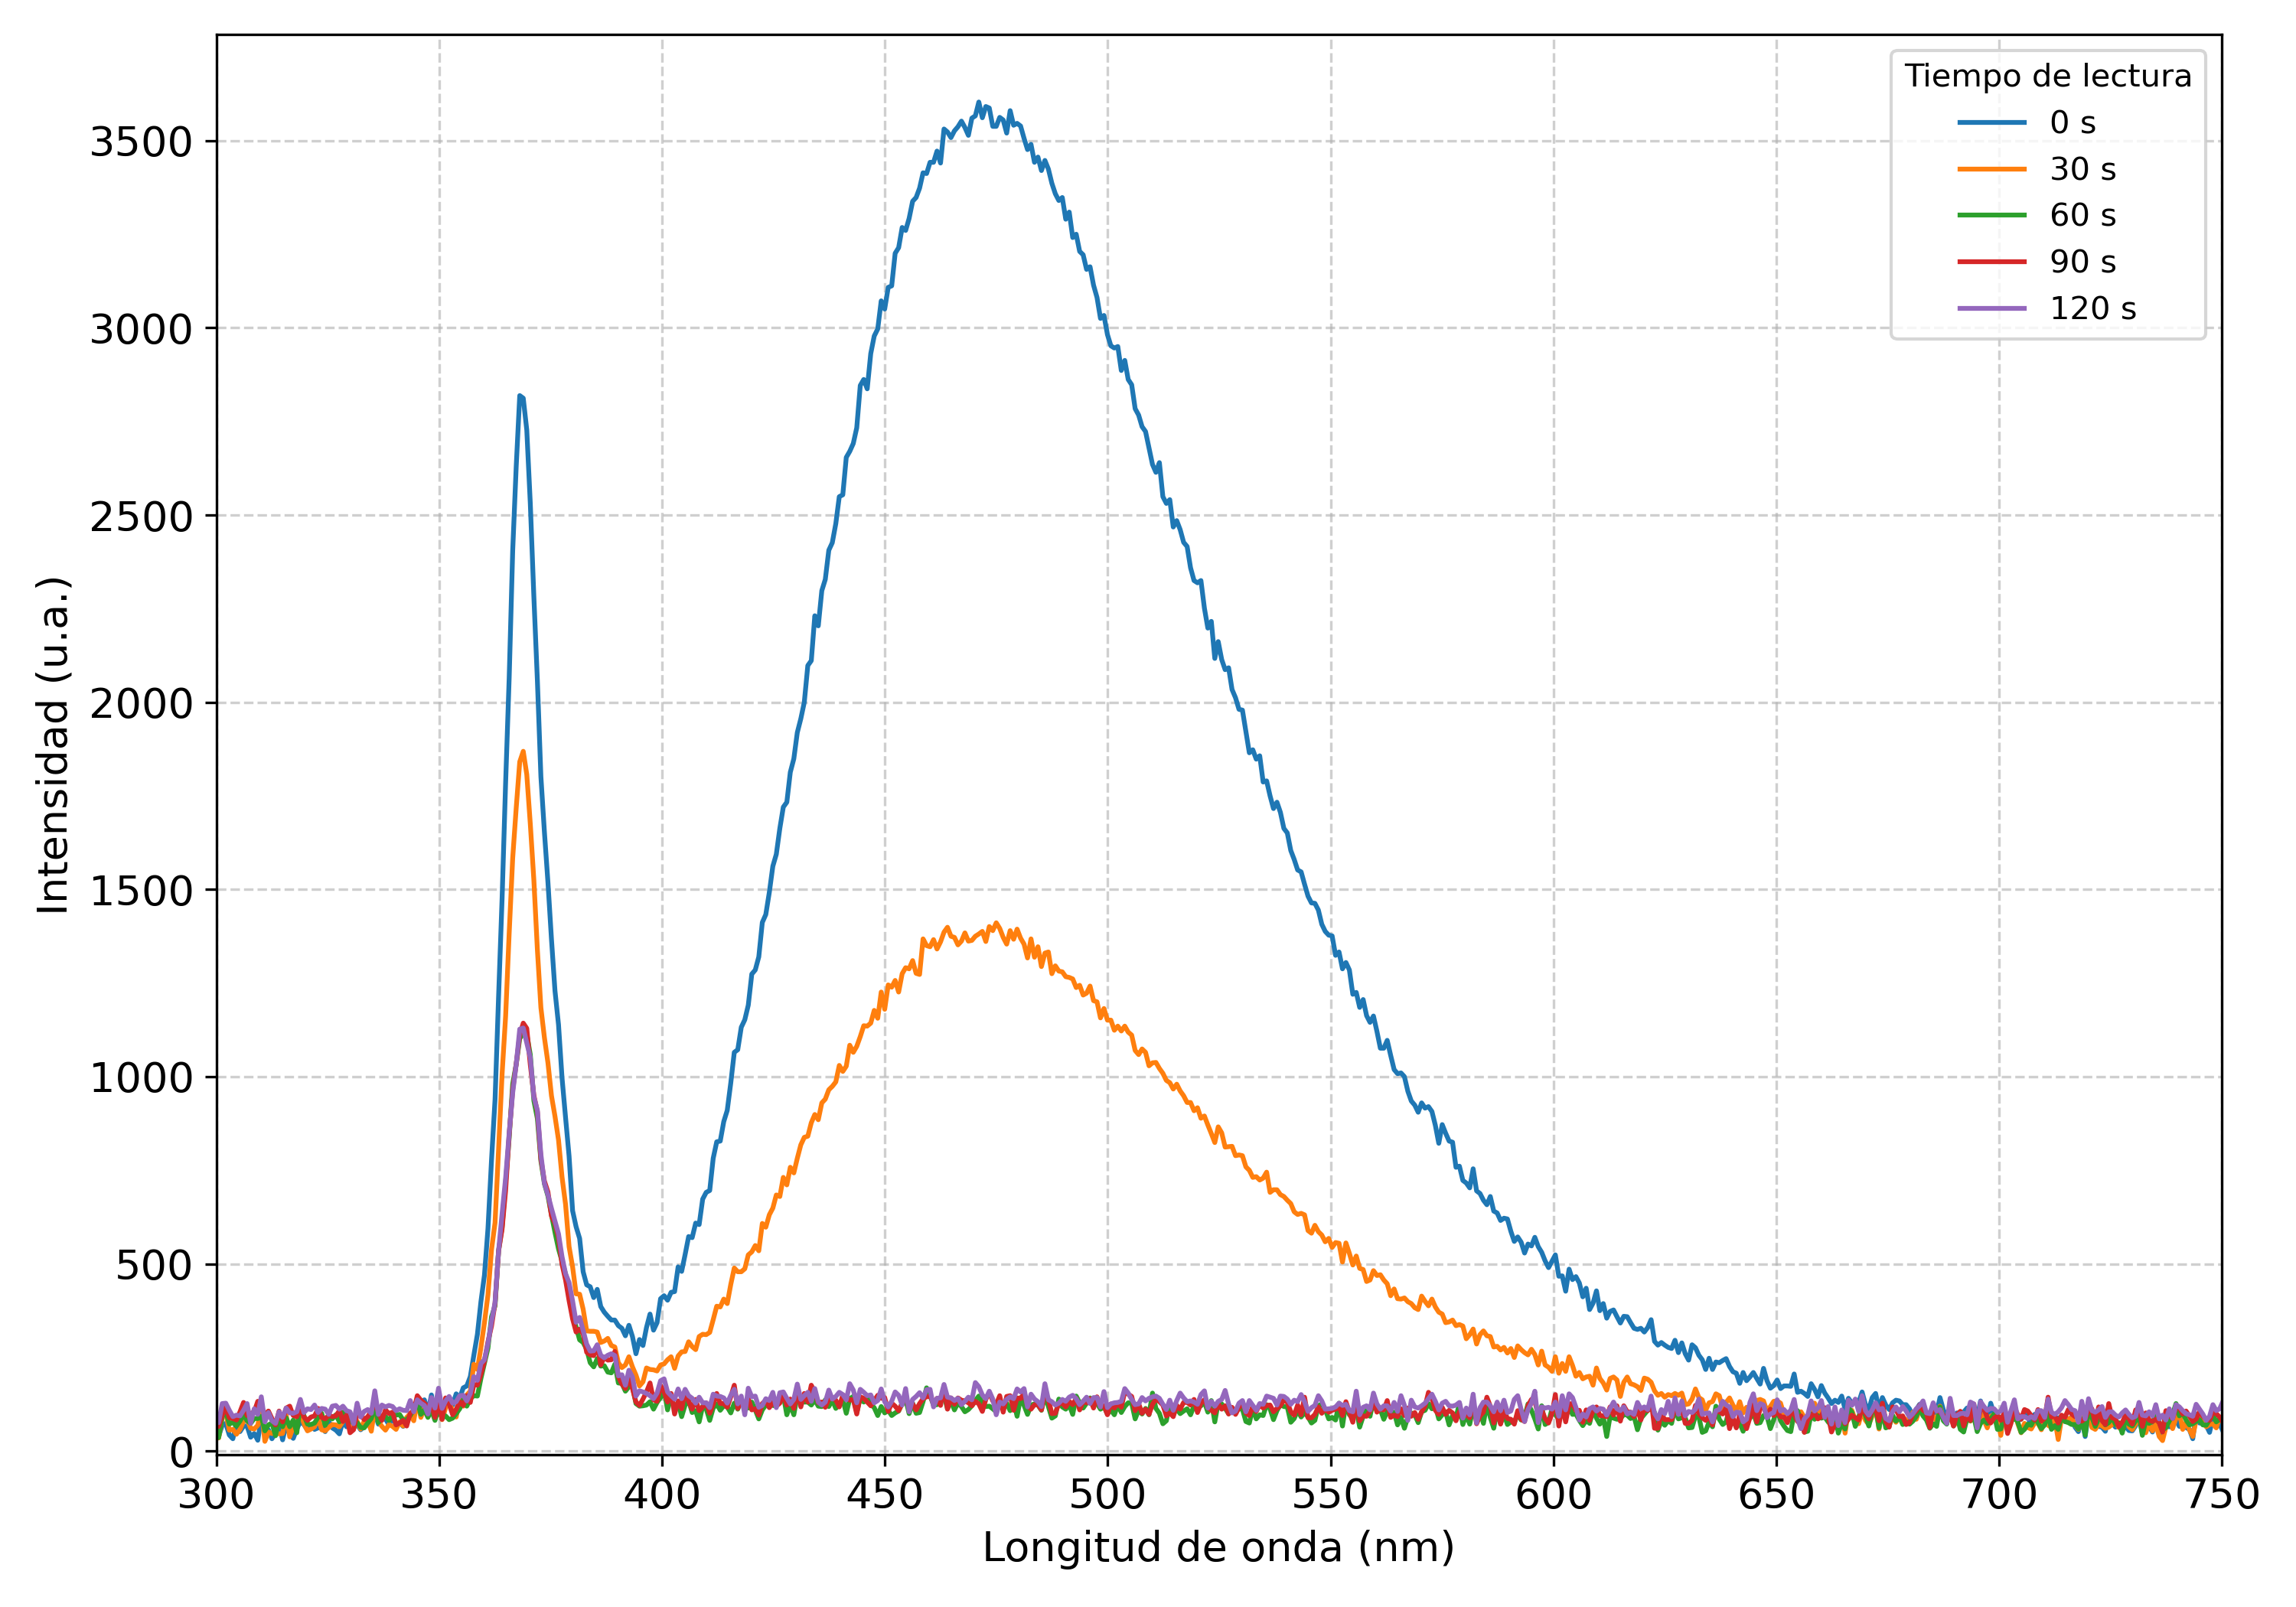 Tiempo de lectura
0 s
30 s
60 s
90 s
120 s
Intensidad (u.a.)
3500
3000
2500
2000
1500
1000
500
0
300 350 400 450 500 550 600 650 700 750
Longitud de onda (nm)